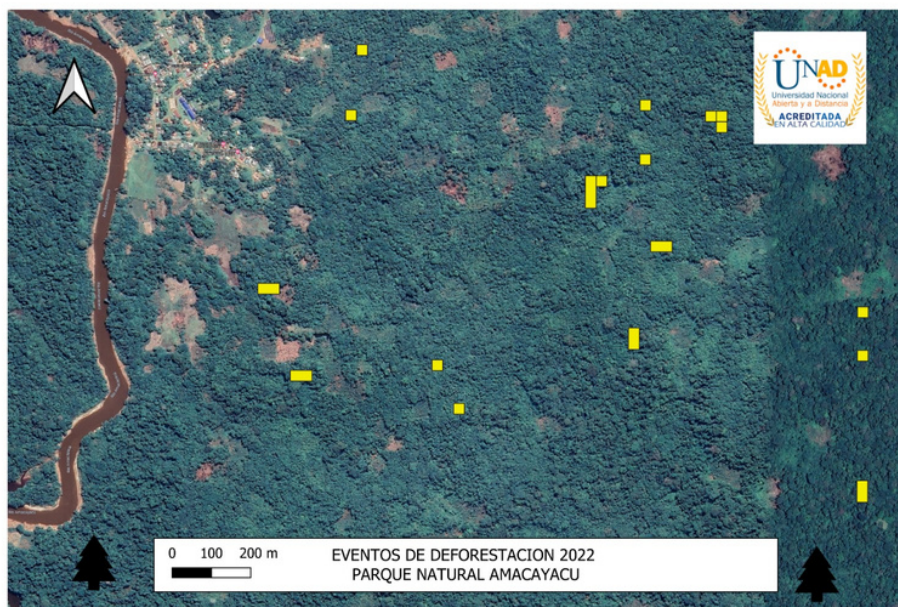 UNAD
Universidad Nacional
Abierta y a Distancia
ACREDITADA
EN ALTA CALIDAD
0 100 200 m
EVENTOS DE DEFORESTACION 2022
PARQUE NATURAL AMACAYACU